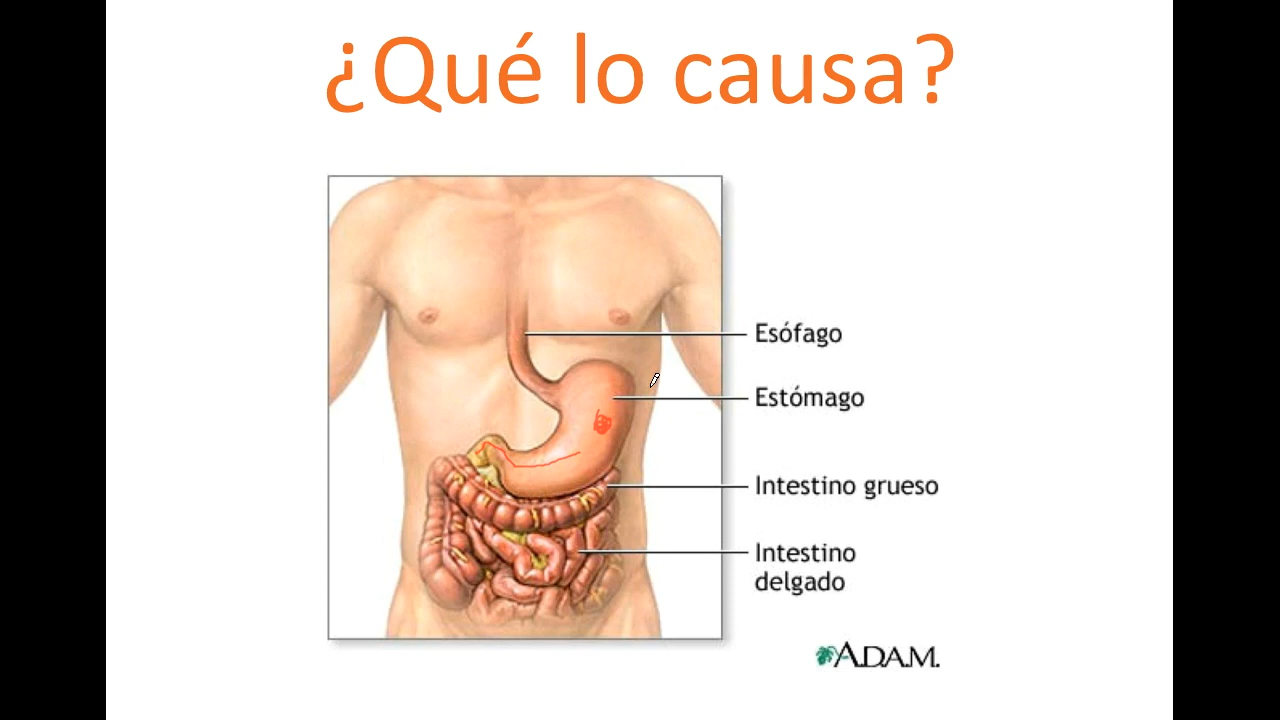 ¿Qué lo causa?
Esófago
Estómago
Intestino grueso
Intestino
delgado
A.D.A.M.